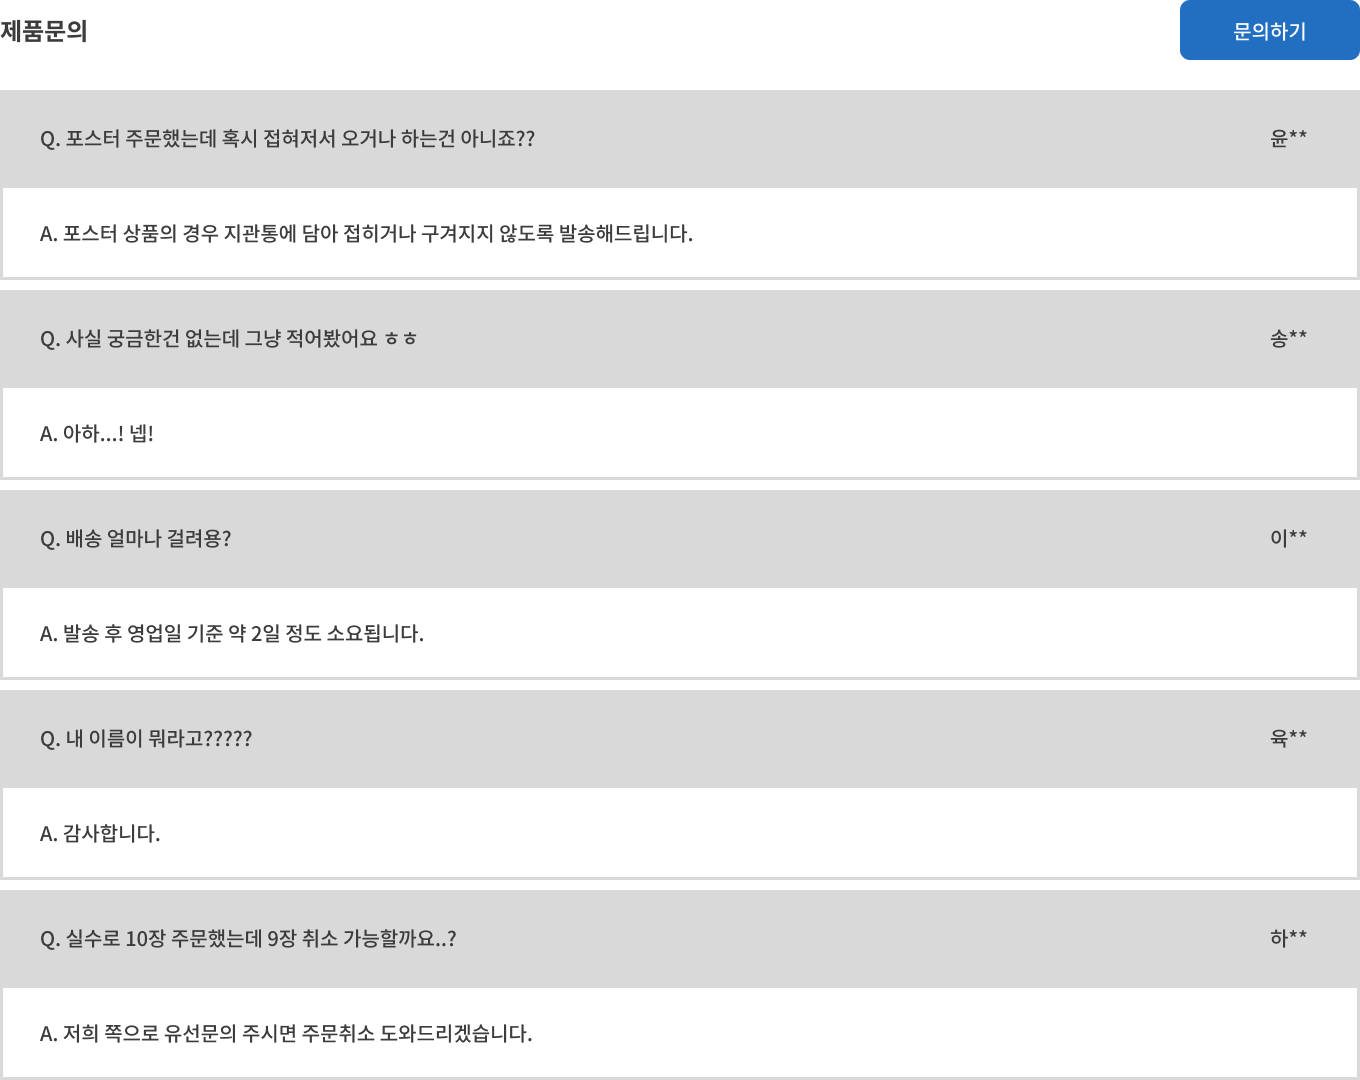 제품문의
문의하기
Q. 포스터 주문했는데 혹시 접혀저서 오거나 하는건 아니죠??
윤**
A. 포스터 상품의 경우 지관통에 담아 접히거나 구겨지지 않도록 발송해드립니다.
Q. 사실 궁금한건 없는데 그냥 적어봤어요 ㅎㅎ
송**
A. 아하...! 넵!
Q. 배송 얼마나 걸려용?
이**
A. 발송 후 영업일 기준 약 2일 정도 소요됩니다.
Q. 내 이름이 뭐라고?????
육**
A. 감사합니다.
Q. 실수로 10장 주문했는데 9장 취소 가능할까요..?
하**
A. 저희 쪽으로 유선문의 주시면 주문취소 도와드리겠습니다.